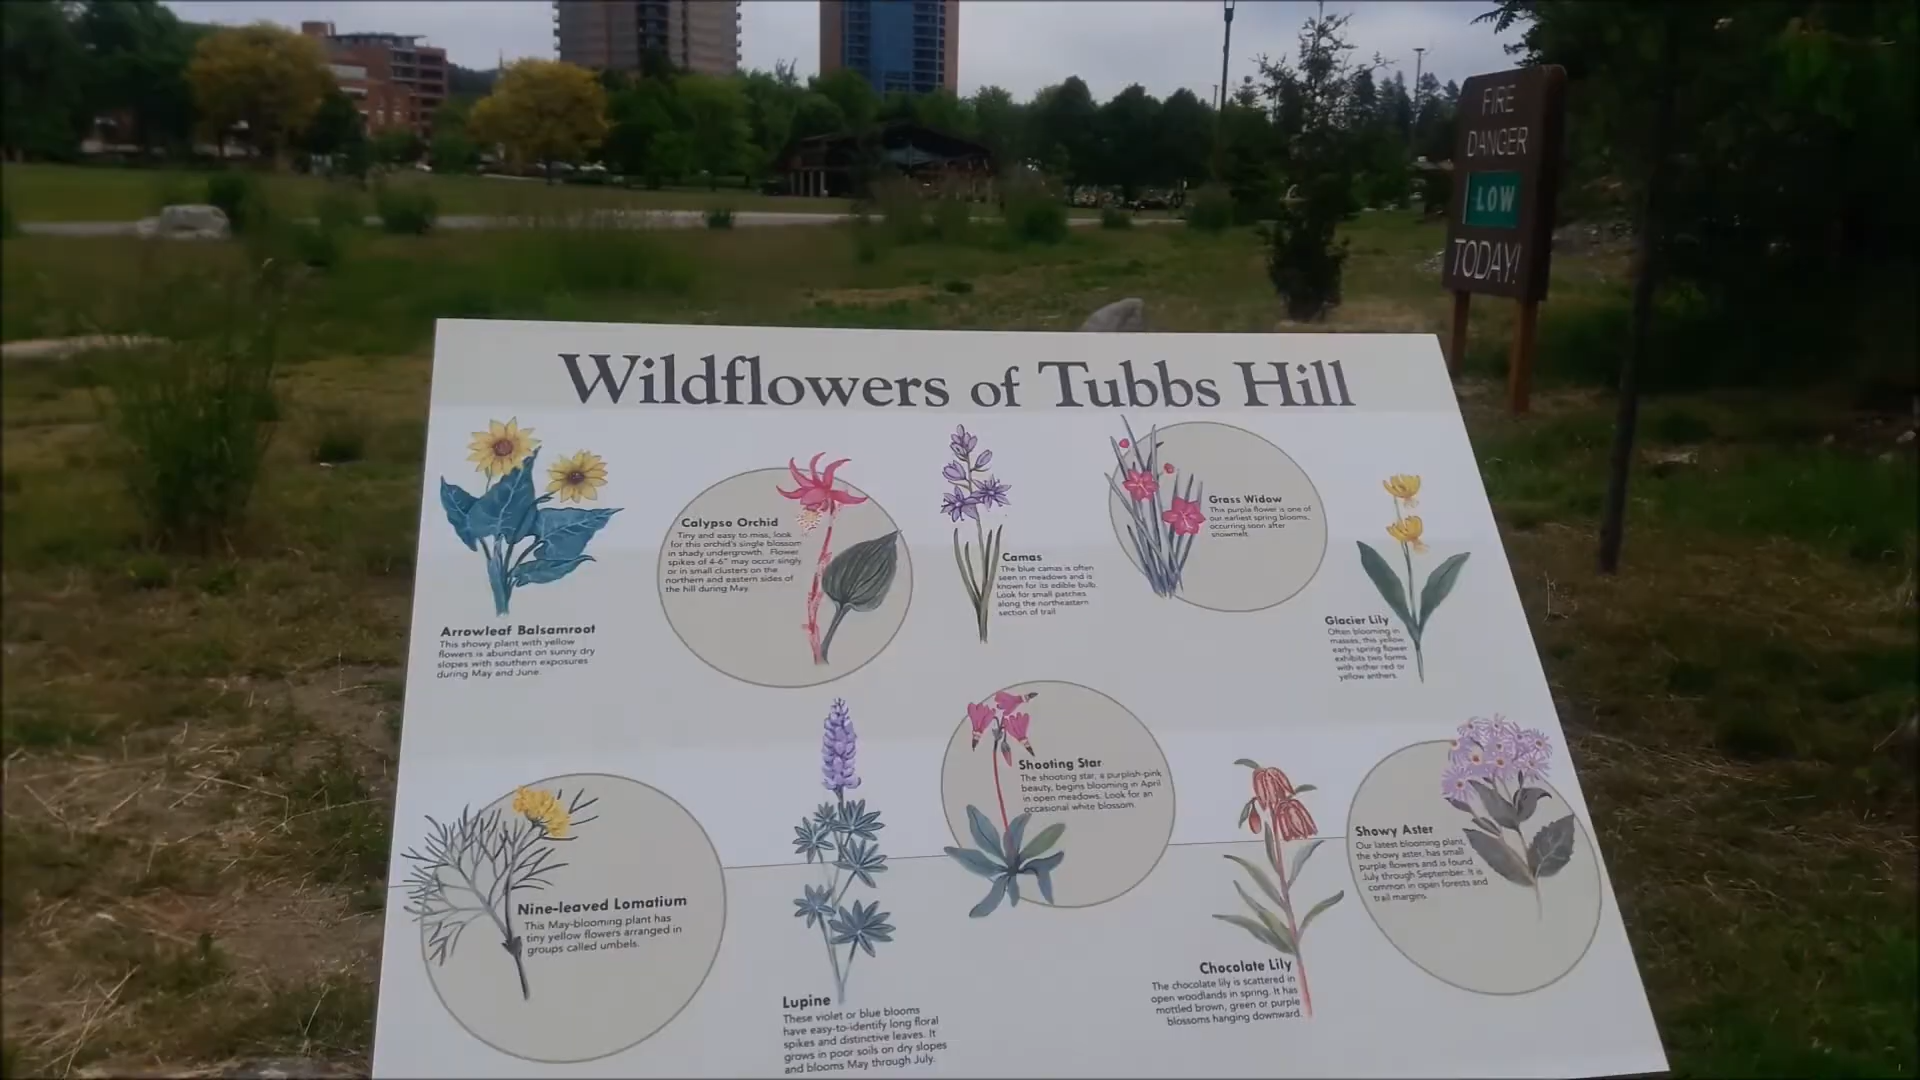 FIRE
DANGER
LOW
TODAY!
Wildflowers of Tubbs Hill
Arrowleaf Balsamroot
This showy plant with yellow
flowers is abundant on sunny dry
slopes with southern exposures
during May and June.
Calypso Orchid
Tiny and easy to miss, look
for this orchid's single blossom
in shady undergrowth. Flower
spikes of 4-6" may occur singly
or in small clusters on the
northern and eastern sides of
the hill during May.
Camas
The blue camas is often
seen in meadows and is
known for its edible bulb.
Look for small patches
along the northeastern
section of trail.
Grass Widow
This purple flower is one of
our earliest spring blooms,
occurring soon after
snowmelt.
Glacier Lily
Often blooming in
masses, this yellow
early- spring flower
exhibits two forms
with either red or
yellow anthers.
Nine-leaved Lomatium
This May-blooming plant has
tiny yellow flowers arranged in
groups called umbels.
Lupine
These violet or blue blooms
have easy-to-identify long floral
spikes and distinctive leaves. It
grows in poor soils on dry slopes
and blooms May through July.
Shooting Star
The shooting star, a purplish-pink
beauty, begins blooming in April
in open meadows. Look for an
occasional white blossom.
Chocolate Lily
The chocolate lily is scattered in
open woodlands in spring. It has
mottled brown, green or purple
blossoms hanging downward.
Showy Aster
Our latest blooming plant,
the showy aster, has small
purple flowers and is found
July through September. It is
common in open forests and
trail margins.